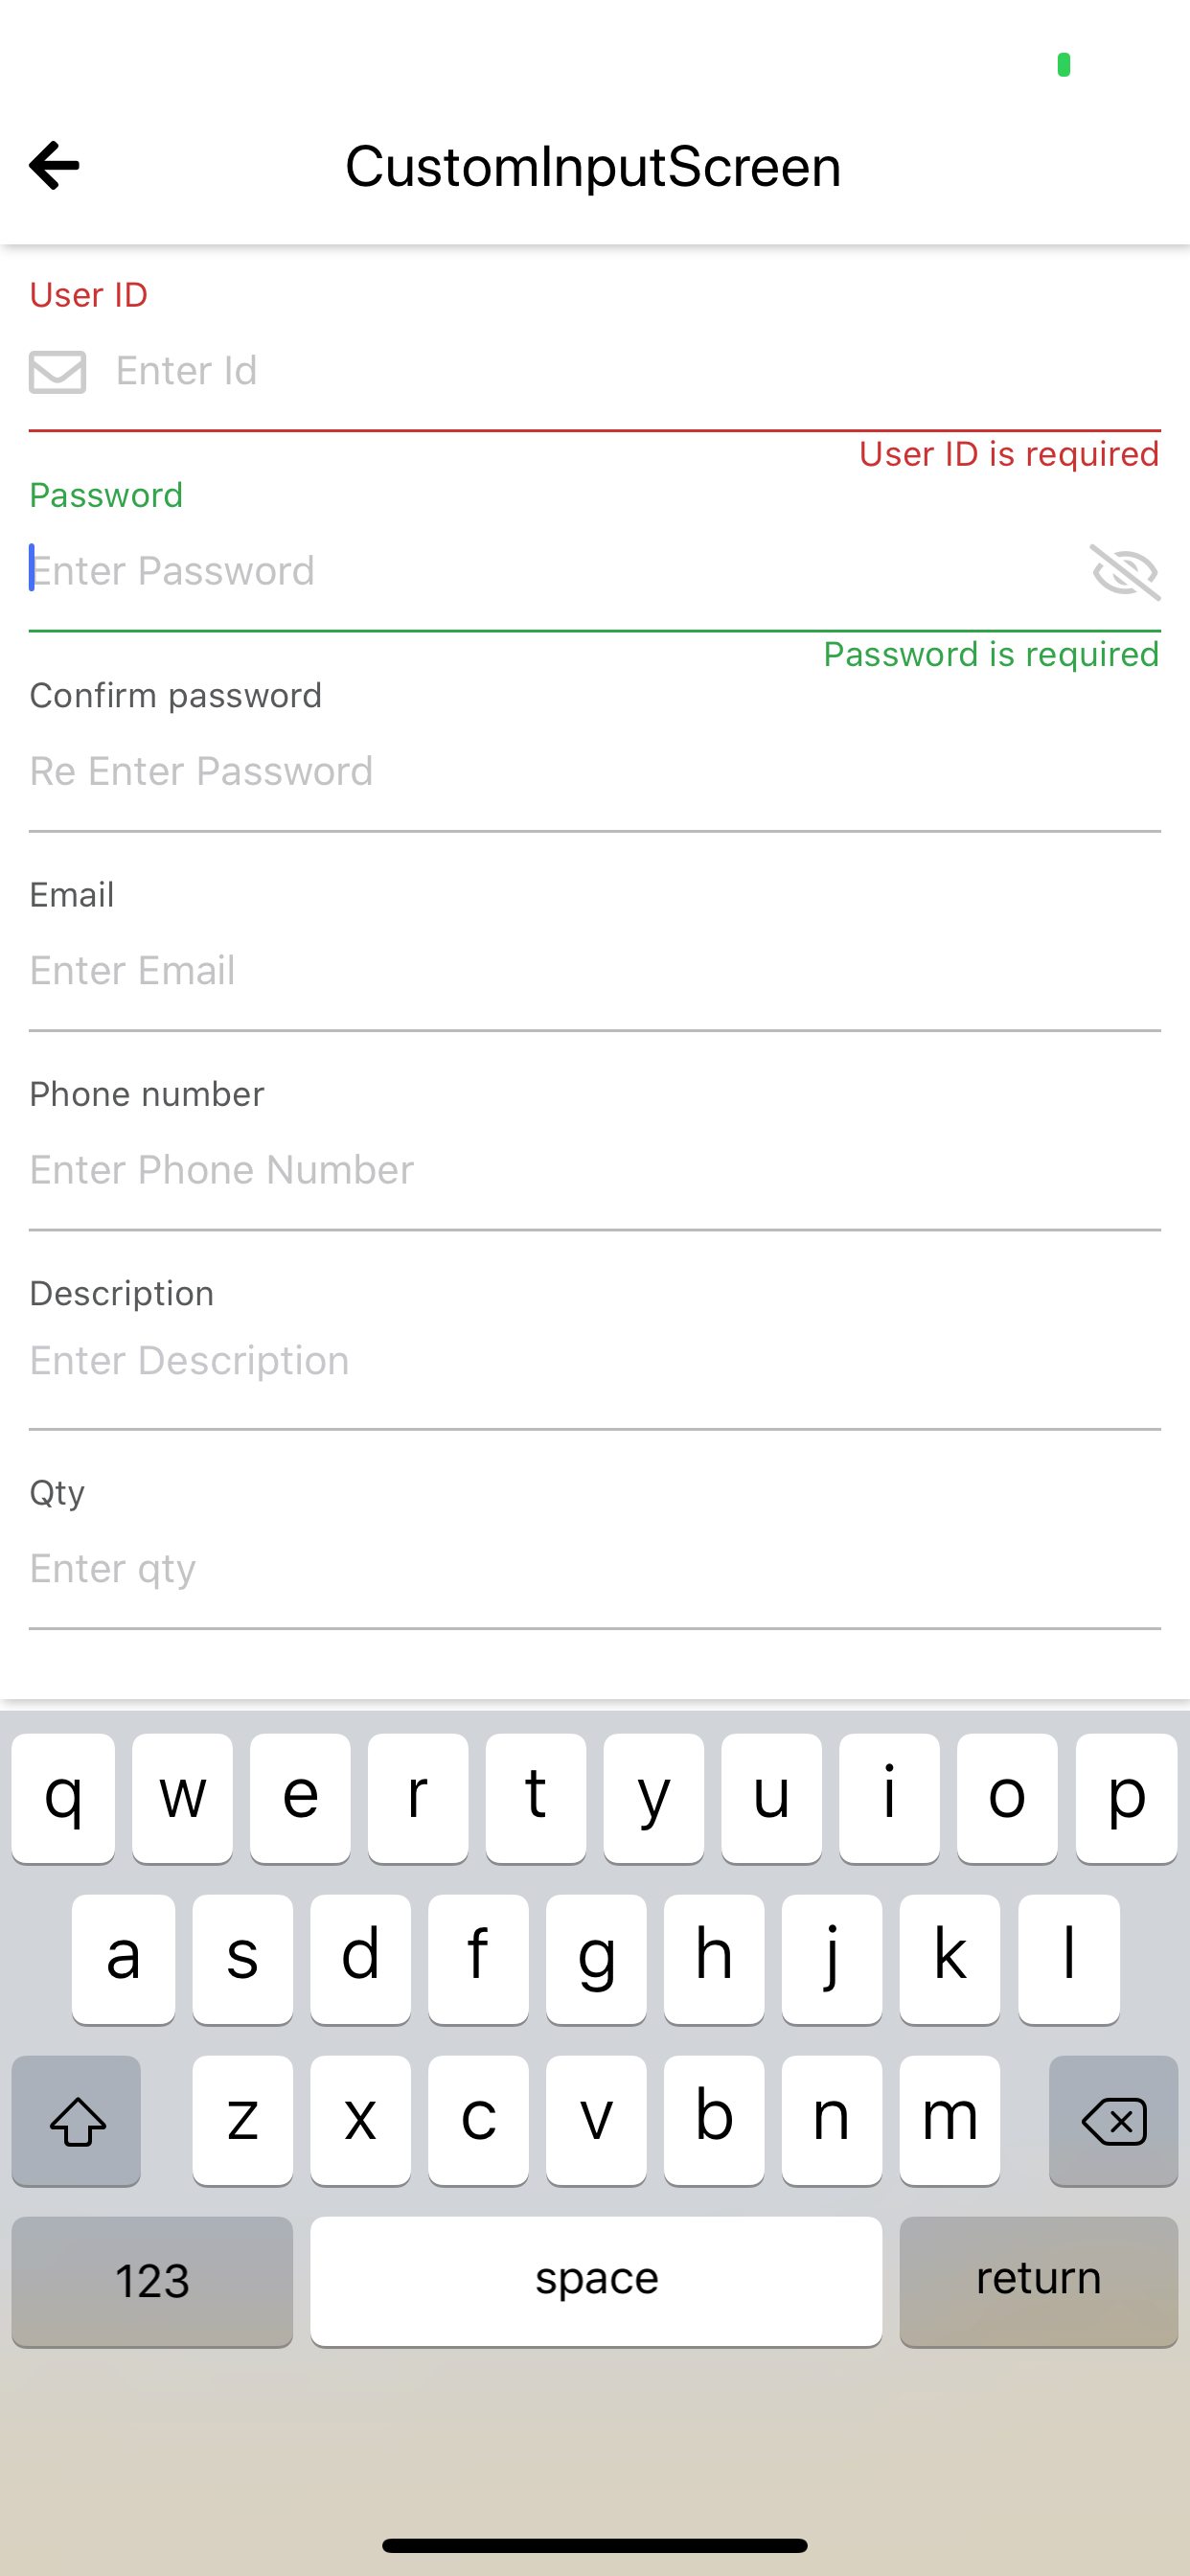 CustomInputScreen
User ID
Enter Id
User ID is required
Password
Enter Password
Password is required
Confirm password
Re Enter Password
Email
Enter Email
Phone number
Enter Phone Number
Description
Enter Description
Qty
Enter qty
q w e r t y u i o p
a s d f g h j k l
z x c v b n m
123 space return